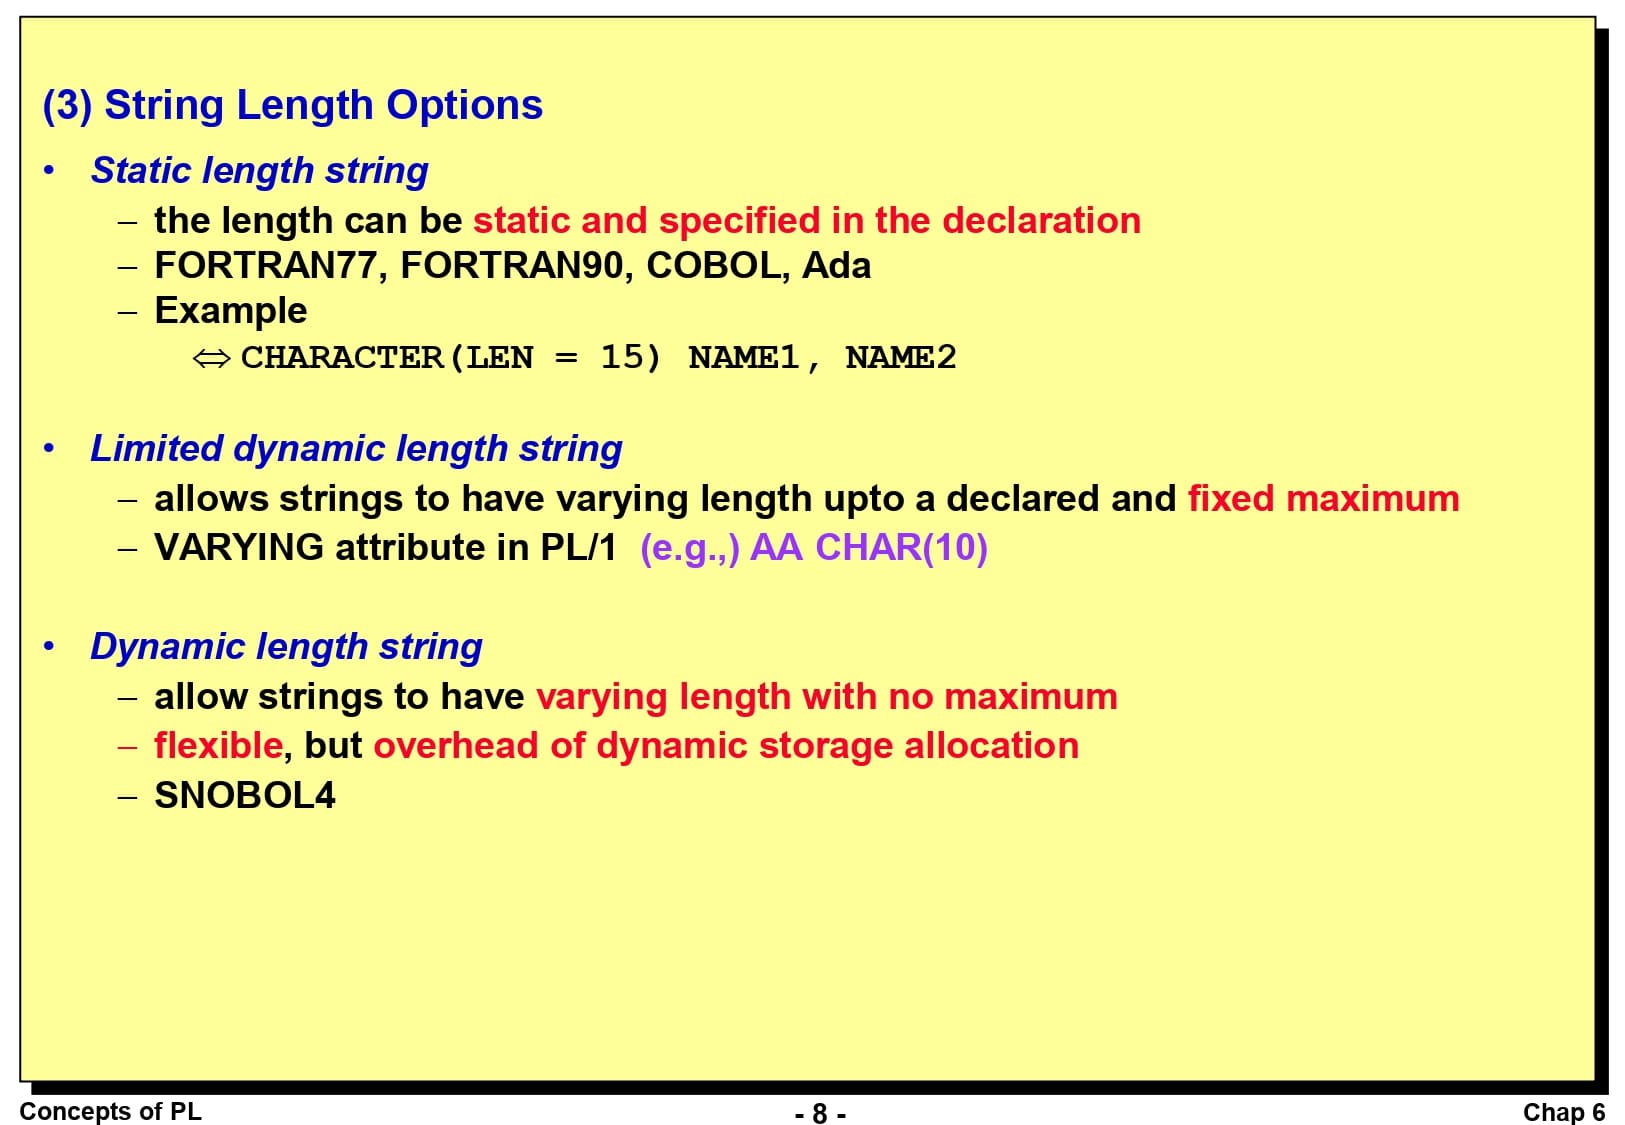 (3) String Length Options
• Static length string
– the length can be static and specified in the declaration
– FORTRAN77, FORTRAN90, COBOL, Ada
– Example
⇔ CHARACTER(LEN = 15) NAME1, NAME2
• Limited dynamic length string
– allows strings to have varying length upto a declared and fixed maximum
– VARYING attribute in PL/1 (e.g.,) AA CHAR(10)
• Dynamic length string
– allow strings to have varying length with no maximum
– flexible, but overhead of dynamic storage allocation
– SNOBOL4
Concepts of PL - 8 - Chap 6